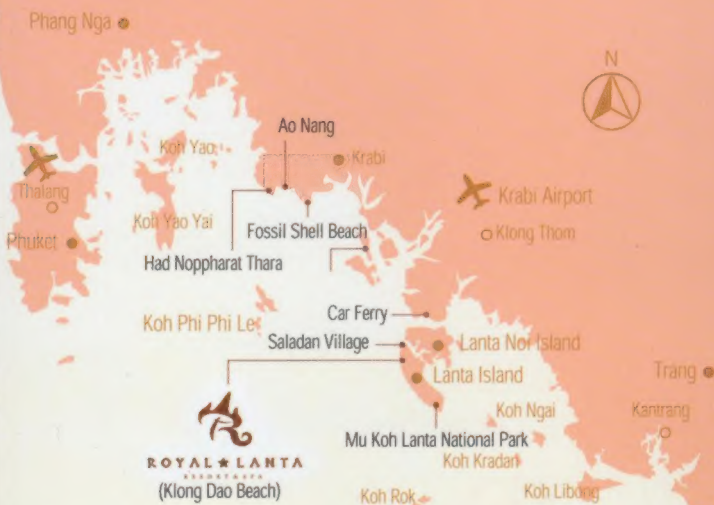 Phang Nga
N
Ao Nang
Koh Yao
Krabi
Thalang
Krabi Airport
Koh Yao Yai
Fossil Shell Beach
Klong Thom
Phuket
Had Noppharat Thara
Car Ferry
Koh Phi Phi Le
Saladan Village
Lanta Noi Island
Lanta Island
Trang
Koh Ngai
Kantrang
Mu Koh Lanta National Park
ROYAL★LANTA
RESORT & SPA
Koh Kradan
(Klong Dao Beach)
Koh Rok
Koh Libong